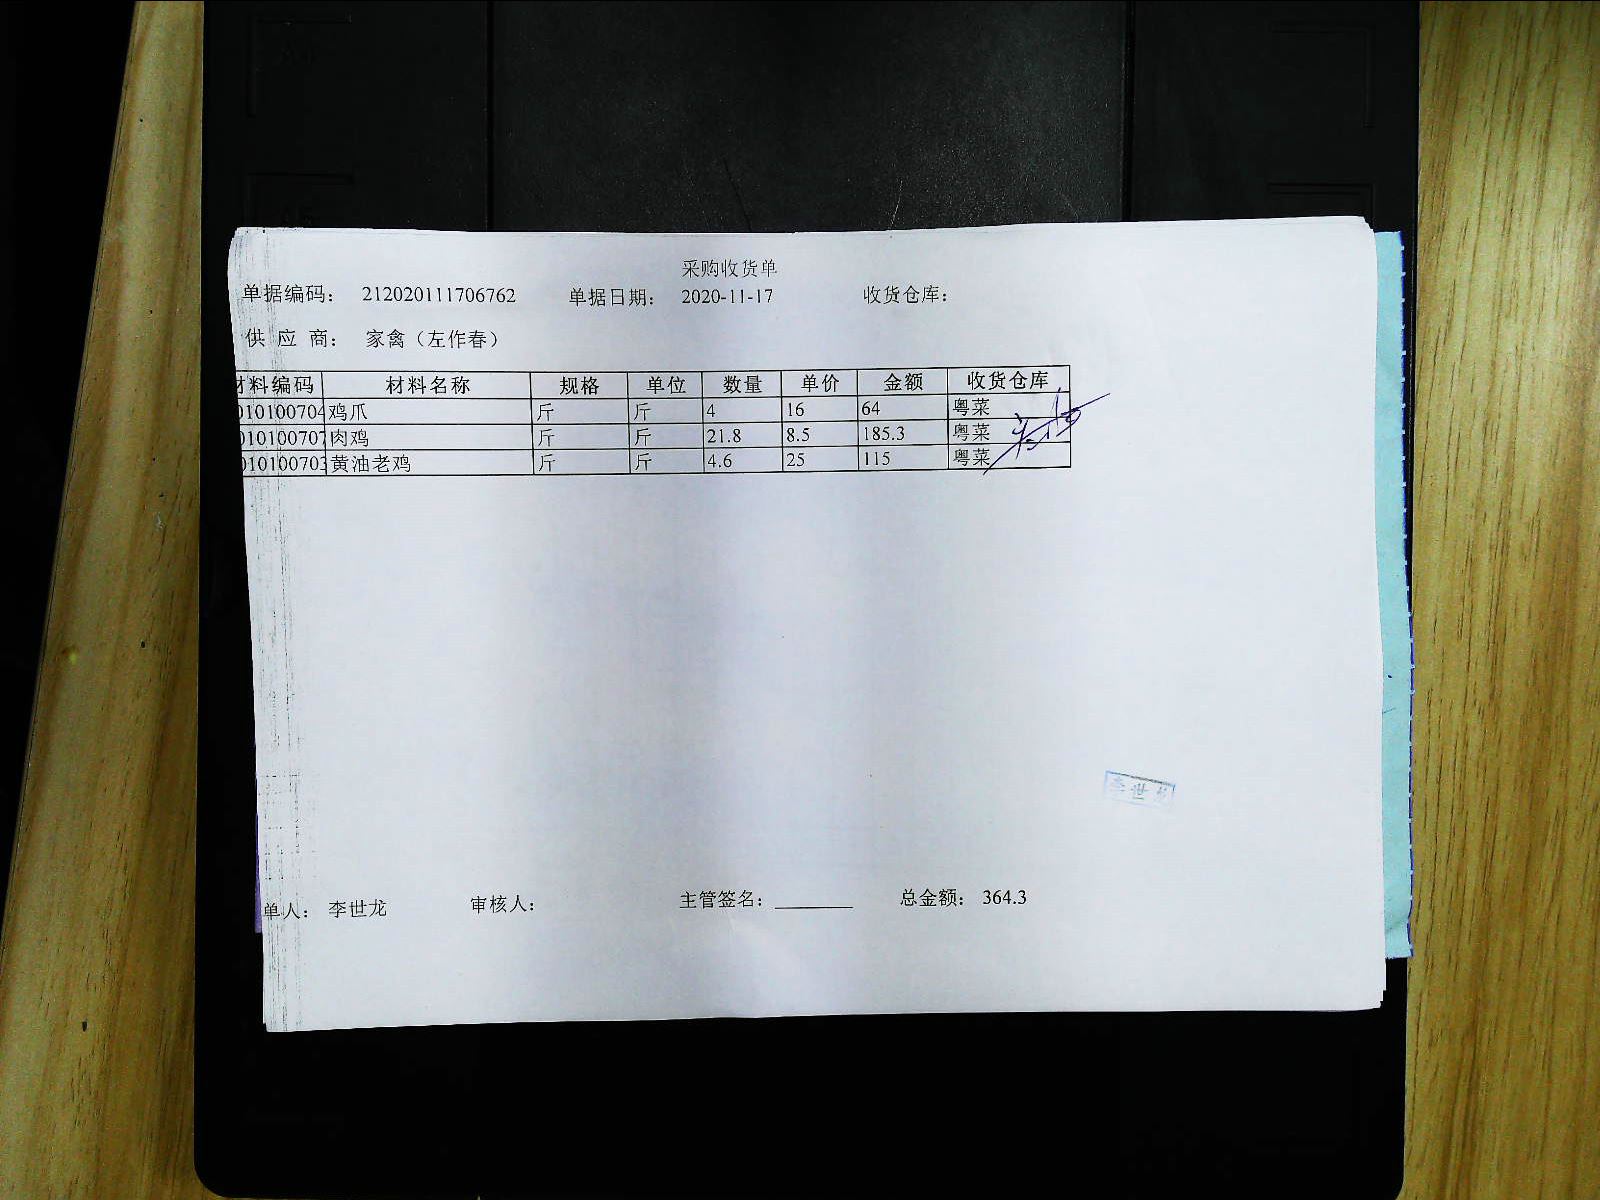 采购收货单
单据编码： 212020111706762 单据日期： 2020-11-17 收货仓库：
供 应 商： 家禽（左作春）
材料编码 材料名称 规格 单位 数量 单价 金额 收货仓库
010100704 鸡爪 斤 斤 4 16 64 粤菜
010100707 肉鸡 斤 斤 21.8 8.5 185.3 粤菜
010100703 黄油老鸡 斤 斤 4.6 25 115 粤菜
李世龙
单人： 李世龙 审核人： 主管签名： 总金额： 364.3